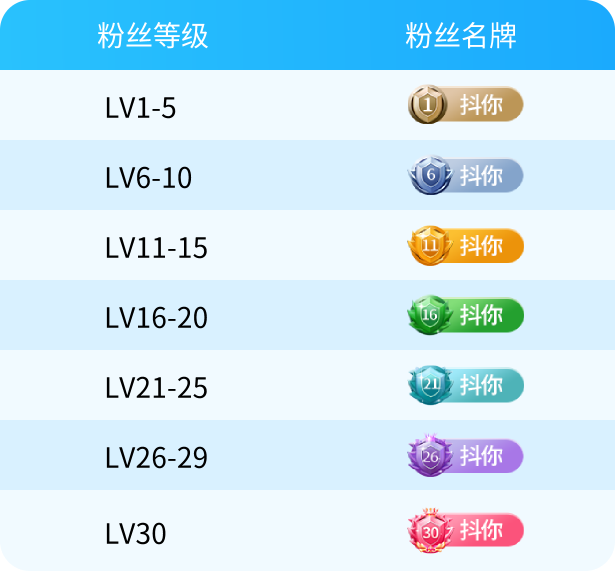 粉丝等级 粉丝名牌
LV1-5 1 抖你
LV6-10 6 抖你
LV11-15 11 抖你
LV16-20 16 抖你
LV21-25 21 抖你
LV26-29 26 抖你
LV30 30 抖你